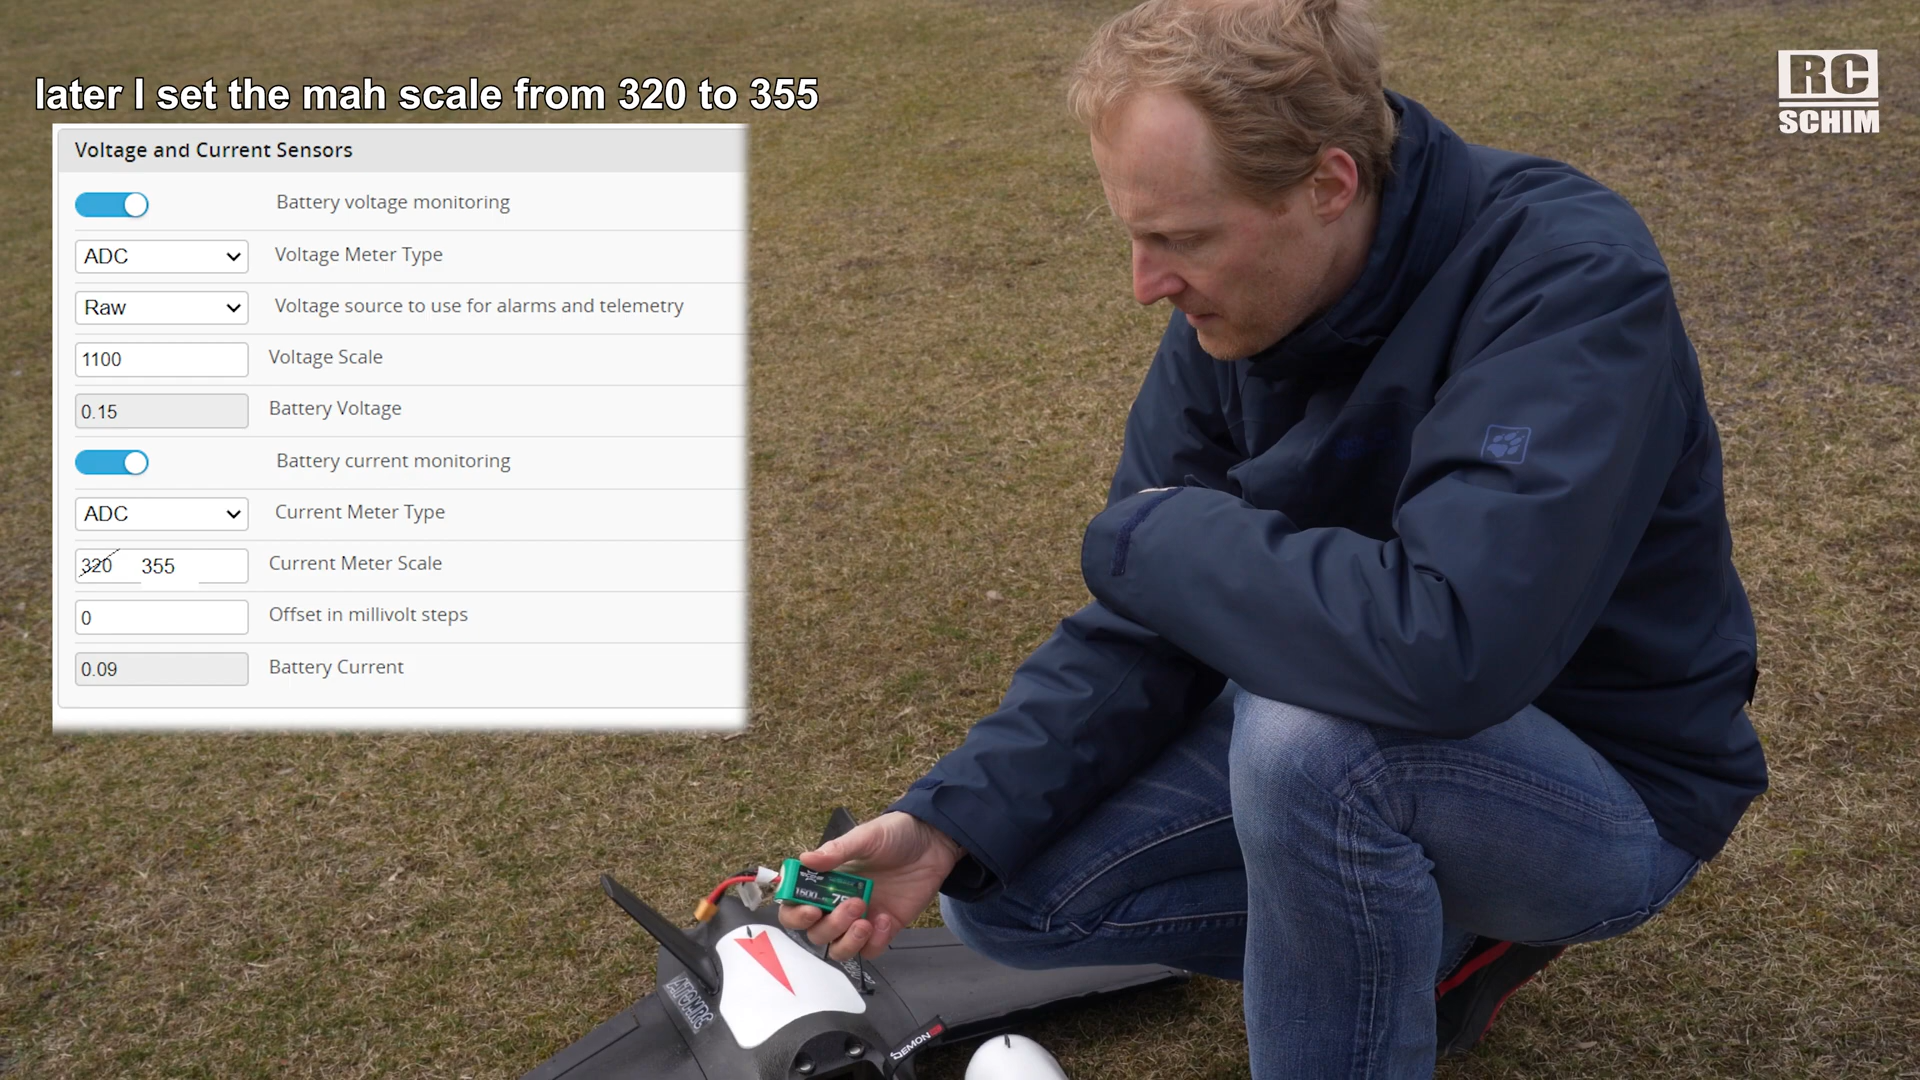 later I set the mah scale from 320 to 355
RC
SCHIM
Voltage and Current Sensors
Battery voltage monitoring
ADC
Voltage Meter Type
Raw
Voltage source to use for alarms and telemetry
1100
Voltage Scale
0.15
Battery Voltage
Battery current monitoring
ADC
Current Meter Type
320 355
Current Meter Scale
0
Offset in millivolt steps
0.09
Battery Current
ATOMRC
DEMON